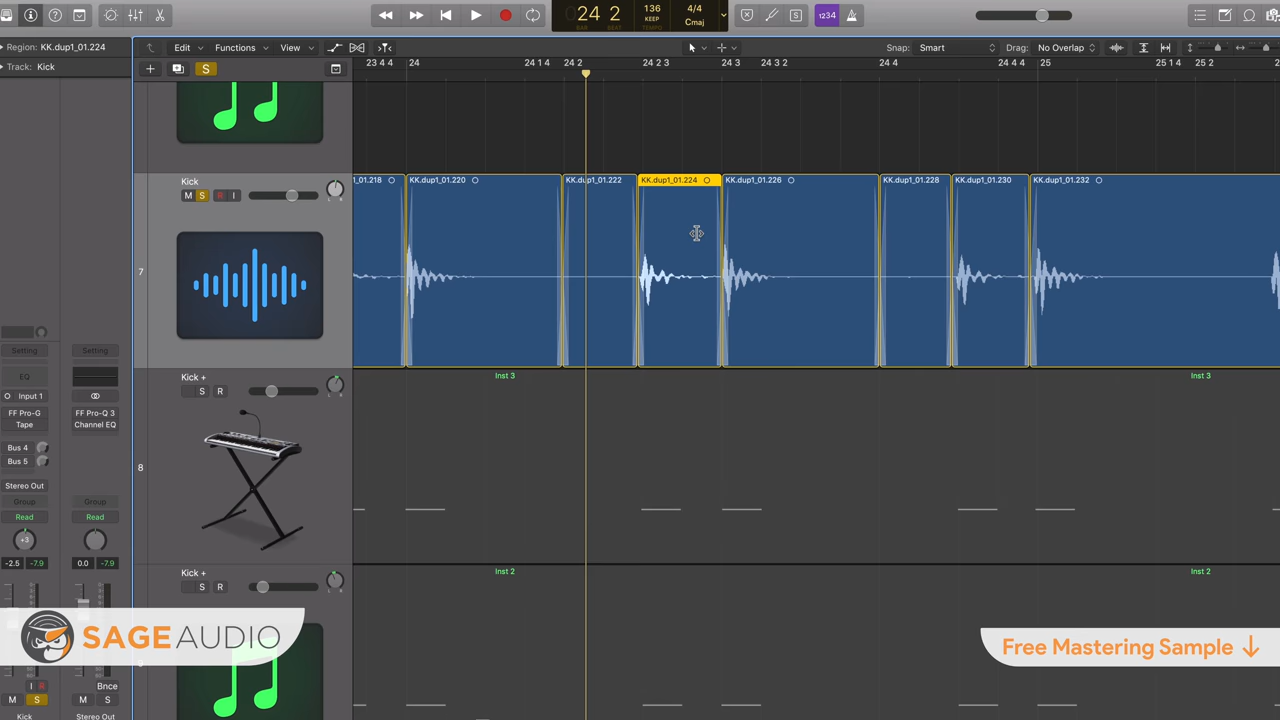 24 2
BAR BEAT
136
KEEP
TEMPO
4/4
Cmaj
1234
Region: KK.dup1_01.224
Edit
Functions
View
Snap: Smart
Drag: No Overlap
Track: Kick
S
23 4 4
24
24 1 4
24 2
24 2 3
24 3
24 3 2
24 4
24 4 4
25
25 1 4
25 2
Kick
M S R I
L R
1_01.218
KK.dup1_01.220
KK.dup1_01.222
KK.dup1_01.224
KK.dup1_01.226
KK.dup1_01.228
KK.dup1_01.230
KK.dup1_01.232
7
Setting
Setting
EQ
Input 1
FF Pro-G
Tape
FF Pro-Q 3
Channel EQ
Bus 4
Bus 5
Stereo Out
Group
Group
Read
Read
+3
-2.5 -7.9
0.0 -7.9
Kick +
S R
L R
Inst 3
Inst 3
8
Kick +
S R
L R
Inst 2
Inst 2
SAGE AUDIO
Free Mastering Sample
I R
Bnce
M S
M S
Kick
Stereo Out